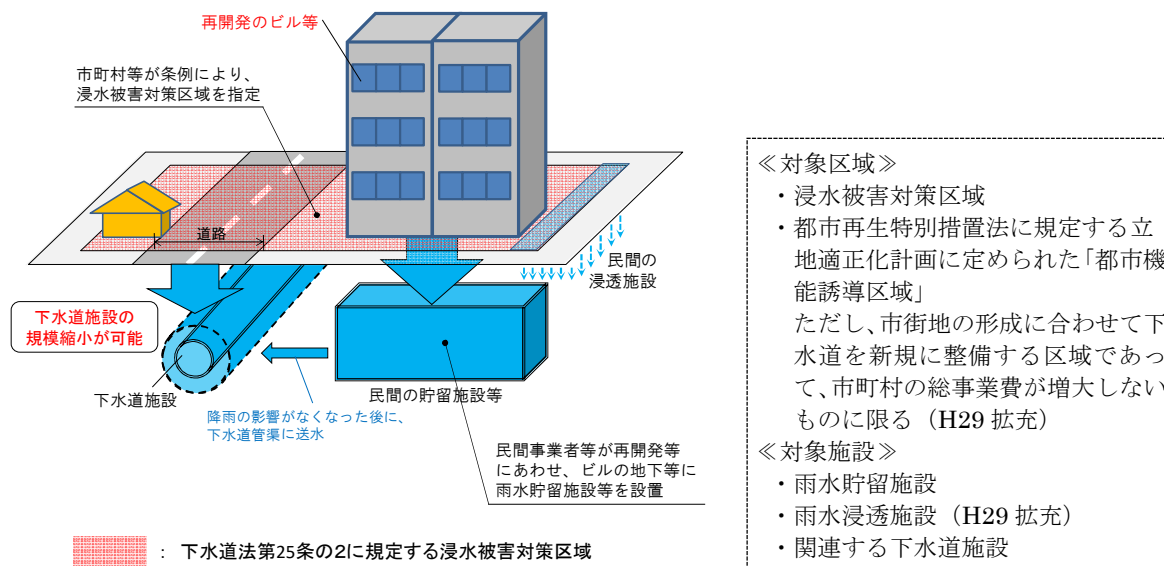 再開発のビル等
市町村等が条例により、
浸水被害対策区域を指定
道路
民間の
浸透施設
下水道施設の
規模縮小が可能
下水道施設
民間の貯留施設等
降雨の影響がなくなった後に、
下水道管渠に送水
民間事業者等が再開発等
にあわせ、ビルの地下等に
雨水貯留施設等を設置
: 下水道法第25条の2に規定する浸水被害対策区域
≪対象区域≫
・浸水被害対策区域
・都市再生特別措置法に規定する立
地適正化計画に定められた「都市機
能誘導区域」
ただし、市街地の形成に合わせて下
水道を新規に整備する区域であっ
て、市町村の総事業費が増大しない
ものに限る（H29 拡充）
≪対象施設≫
・雨水貯留施設
・雨水浸透施設（H29 拡充）
・関連する下水道施設